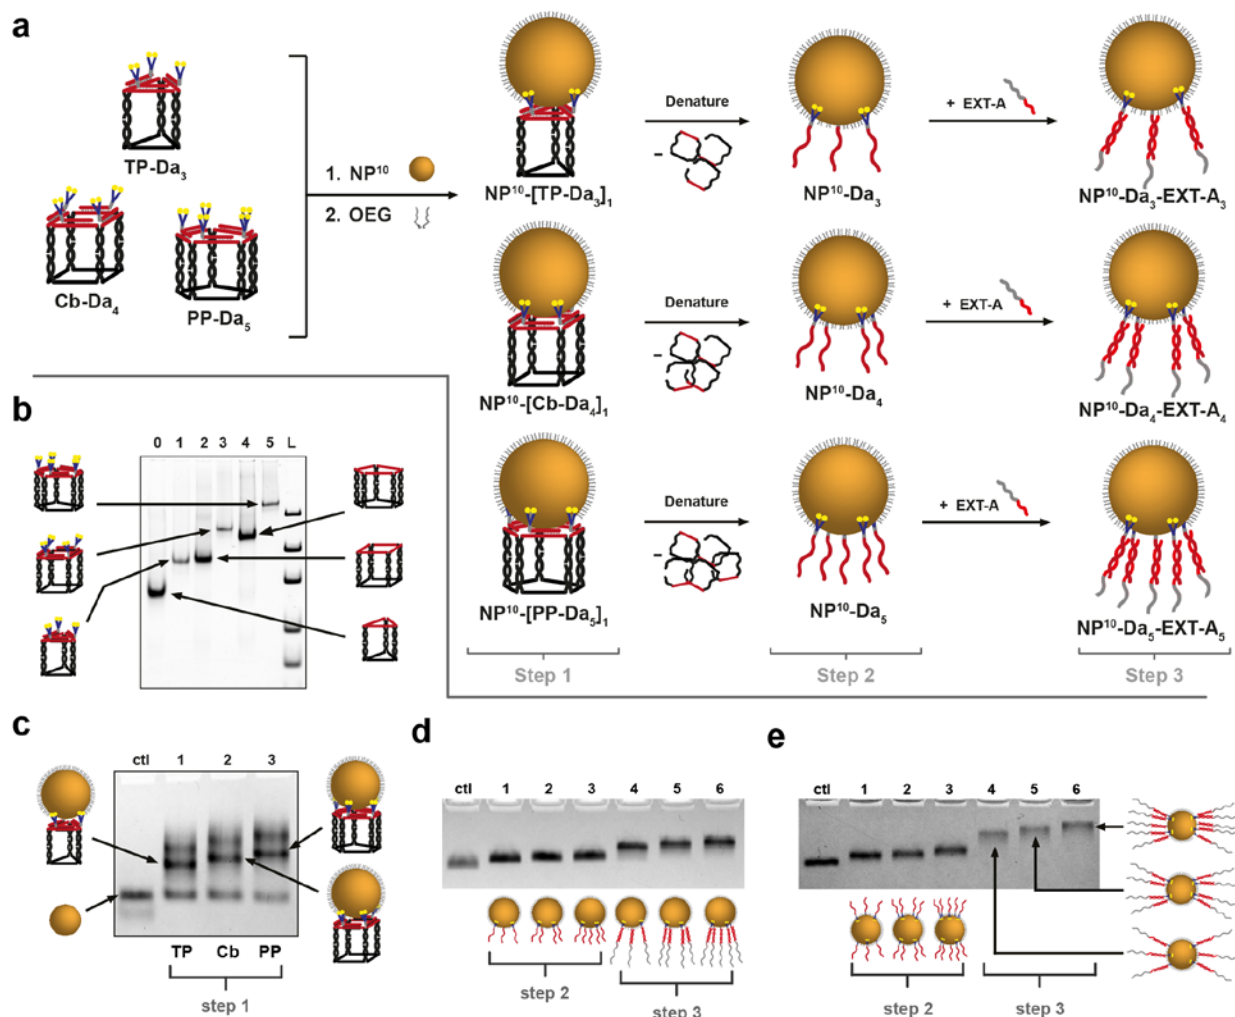 a
TP-Da₃
Cb-Da₄
PP-Da₅
1. NP¹⁰
2. OEG
NP¹⁰-[TP-Da₃]₁
Denature
–
NP¹⁰-Da₃
+ EXT-A
NP¹⁰-Da₃-EXT-A₃
NP¹⁰-[Cb-Da₄]₁
Denature
–
NP¹⁰-Da₄
+ EXT-A
NP¹⁰-Da₄-EXT-A₄
NP¹⁰-[PP-Da₅]₁
Denature
–
NP¹⁰-Da₅
+ EXT-A
NP¹⁰-Da₅-EXT-A₅
Step 1
Step 2
Step 3
b
0 1 2 3 4 5 L
c
ctl 1 2 3
TP Cb PP
step 1
d
ctl 1 2 3 4 5 6
step 2
step 3
e
ctl 1 2 3 4 5 6
step 2
step 3